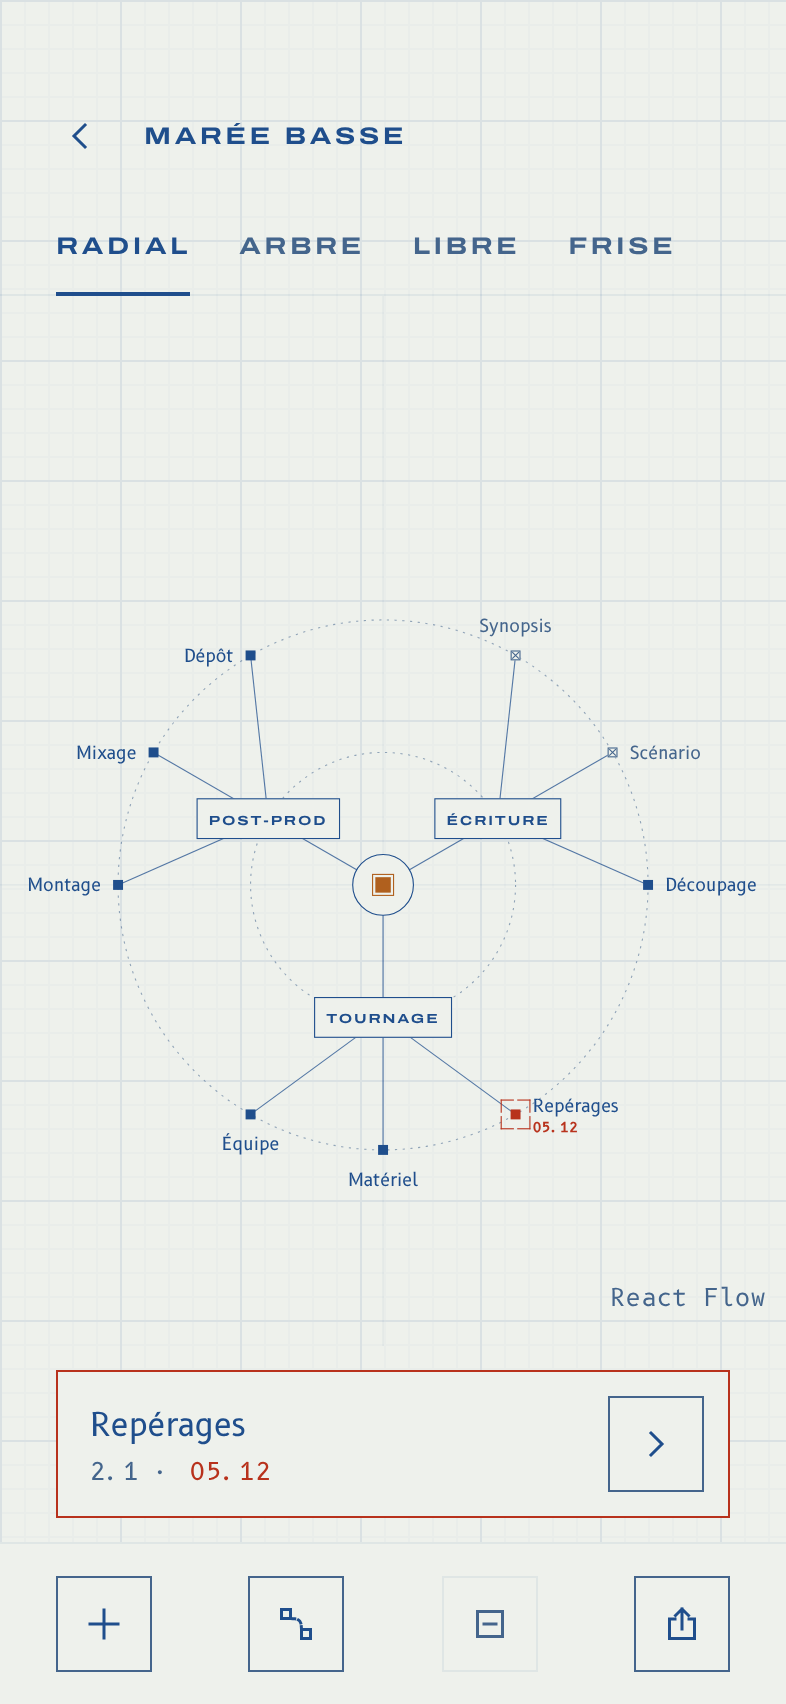 MARÉE BASSE
RADIAL ARBRE LIBRE FRISE
Synopsis
Dépôt
Mixage
Scénario
POST-PROD
ÉCRITURE
Montage
Découpage
TOURNAGE
Repérages
05.12
Équipe
Matériel
React Flow
Repérages
2.1 · 05.12